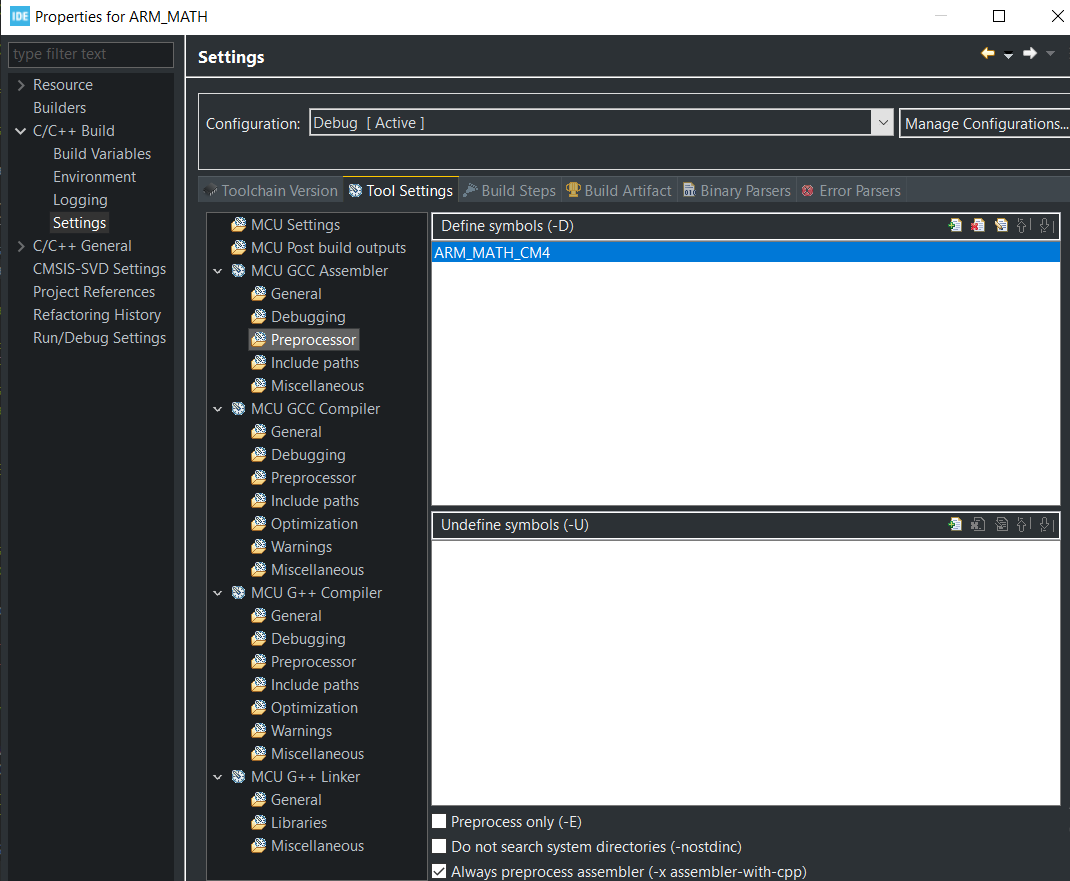 IDE Properties for ARM_MATH
type filter text
Resource
Builders
C/C++ Build
Build Variables
Environment
Logging
Settings
C/C++ General
CMSIS-SVD Settings
Project References
Refactoring History
Run/Debug Settings
Settings
Configuration: Debug [ Active ] Manage Configurations...
Toolchain Version Tool Settings Build Steps Build Artifact Binary Parsers Error Parsers
MCU Settings
MCU Post build outputs
MCU GCC Assembler
General
Debugging
Preprocessor
Include paths
Miscellaneous
MCU GCC Compiler
General
Debugging
Preprocessor
Include paths
Optimization
Warnings
Miscellaneous
MCU G++ Compiler
General
Debugging
Preprocessor
Include paths
Optimization
Warnings
Miscellaneous
MCU G++ Linker
General
Libraries
Miscellaneous
Define symbols (-D)
ARM_MATH_CM4
Undefine symbols (-U)
Preprocess only (-E)
Do not search system directories (-nostdinc)
Always preprocess assembler (-x assembler-with-cpp)